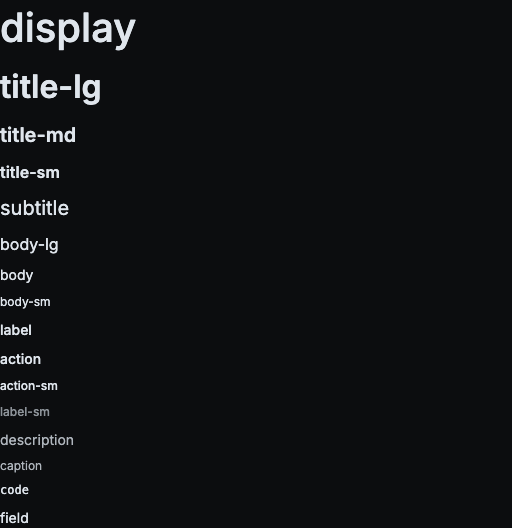 display
title-lg
title-md
title-sm
subtitle
body-lg
body
body-sm
label
action
action-sm
label-sm
description
caption
code
field